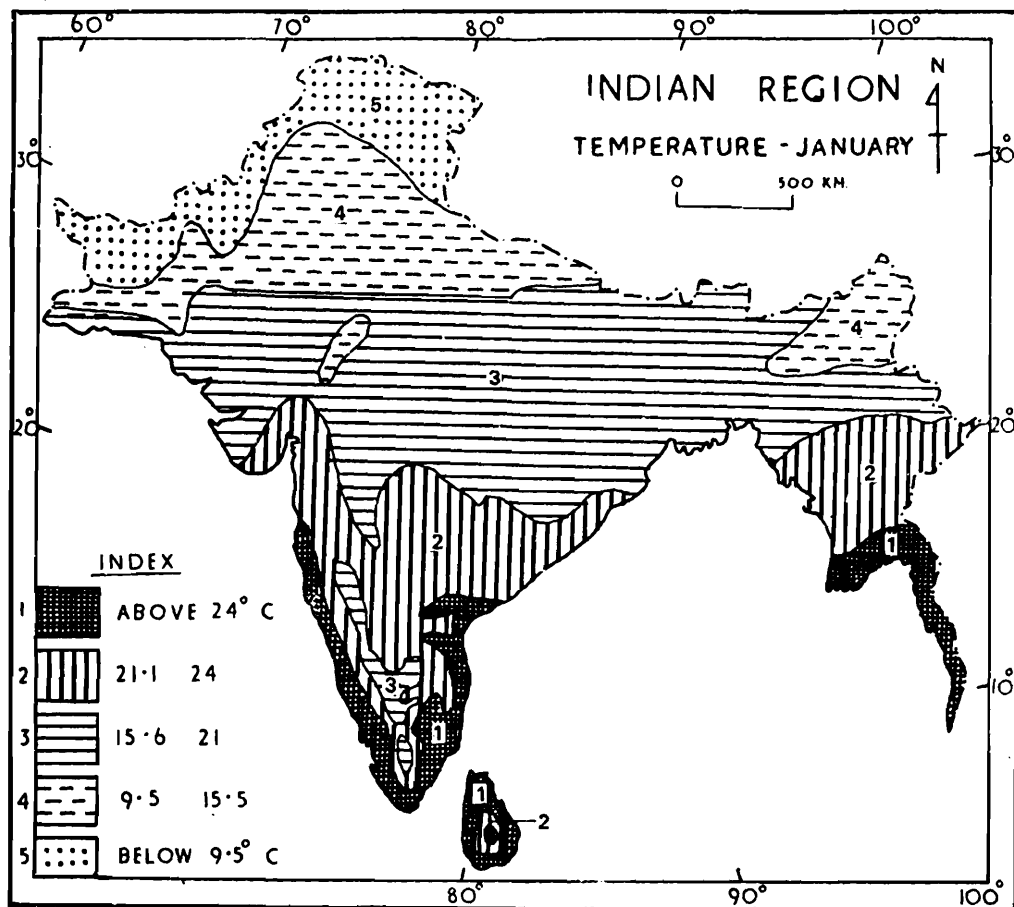 60° 70° 80° 90° 100°
INDIAN REGION
N
TEMPERATURE - JANUARY
0 500 KM.
30° 30°
5
4
4
3
20° 20°
2
2
1
INDEX
1 ABOVE 24° C
2 21·1 24
3 15·6 21
4 9·5 15·5
5 BELOW 9·5° C
10°
3
4
1
1
2
80° 90° 100°